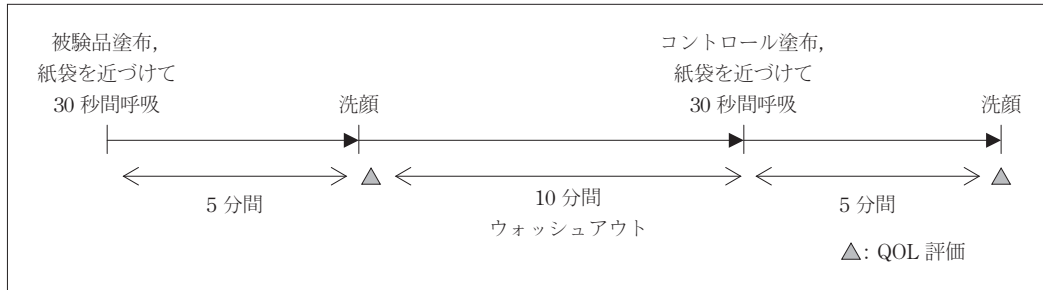 被験品塗布,
紙袋を近づけて
30 秒間呼吸
洗顔
コントロール塗布,
紙袋を近づけて
30 秒間呼吸
洗顔
5 分間
10 分間
ウォッシュアウト
5 分間
△: QOL 評価